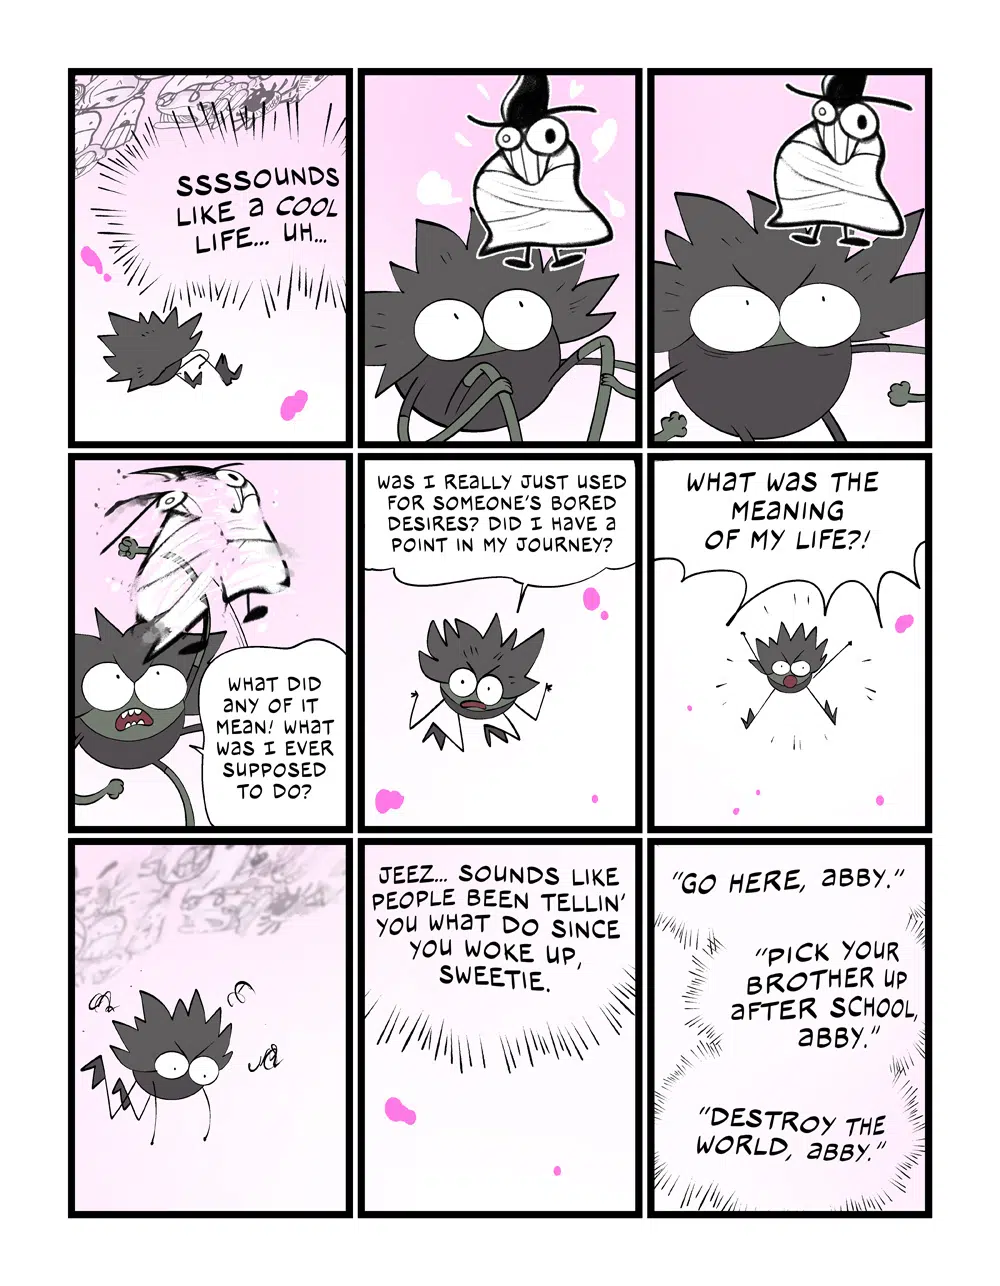 SSSSOUNDS
LIKE a COOL
LIFE... UH...
WAS I REALLY JUST USED
FOR SOMEONE'S BORED
DESIRES? DID I HAVE a
POINT IN MY JOURNEY?
WHAT WAS THE
MEANING
OF MY LIFE?!
WHAT DID
ANY OF IT
MEAN! WHAT
WAS I EVER
SUPPOSED
TO DO?
JEEZ... SOUNDS LIKE
PEOPLE BEEN TELLIN'
YOU WHAT DO SINCE
YOU WOKE UP,
SWEETIE.
"GO HERE, ABBY."
"PICK YOUR
BROTHER UP
AFTER SCHOOL,
ABBY."
"DESTROY THE
WORLD, ABBY."